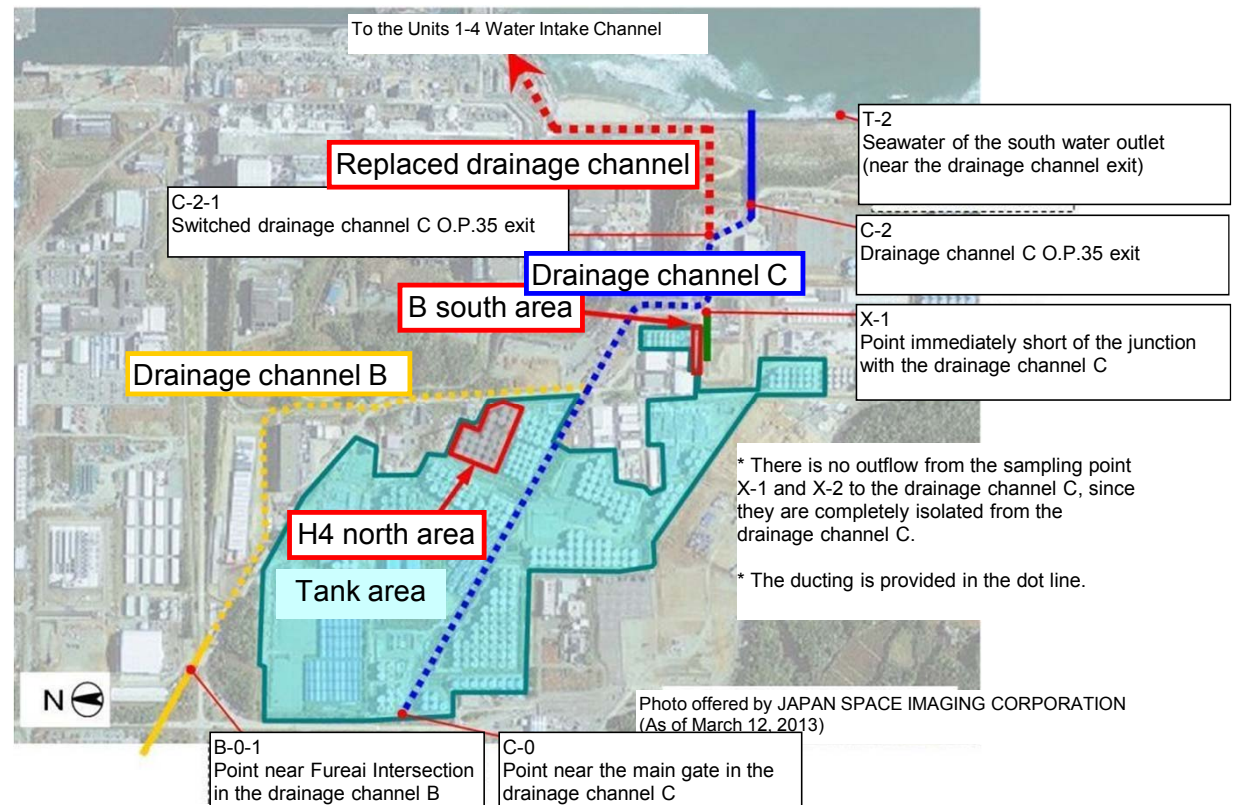 To the Units 1-4 Water Intake Channel
T-2
Seawater of the south water outlet
(near the drainage channel exit)
Replaced drainage channel
C-2-1
Switched drainage channel C O.P.35 exit
C-2
Drainage channel C O.P.35 exit
Drainage channel C
B south area
X-1
Point immediately short of the junction
with the drainage channel C
Drainage channel B
* There is no outflow from the sampling point
X-1 and X-2 to the drainage channel C, since
they are completely isolated from the
drainage channel C.
* The ducting is provided in the dot line.
H4 north area
Tank area
N
Photo offered by JAPAN SPACE IMAGING CORPORATION
(As of March 12, 2013)
B-0-1
Point near Fureai Intersection
in the drainage channel B
C-0
Point near the main gate in the
drainage channel C